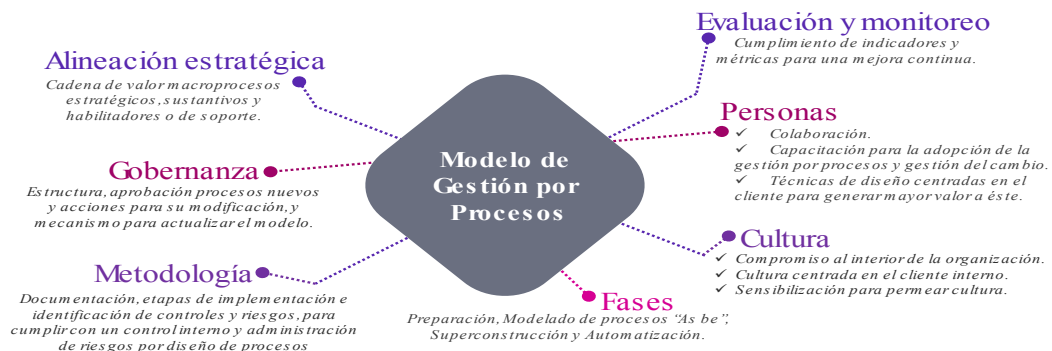 Alineación estratégica
Cadena de valor macroprocesos
estratégicos, sustantivos y
habilitadores o de soporte.
Gobernanza
Estructura, aprobación procesos nuevos
y acciones para su modificación, y
mecanismo para actualizar el modelo.
Metodología
Documentación, etapas de implementación e
identificación de controles y riesgos, para
cumplir con un control interno y administración
de riesgos por diseño de procesos
Modelo de
Gestión por
Procesos
Evaluación y monitoreo
Cumplimiento de indicadores y
métricas para una mejora continua.
Personas
✓ Colaboración.
✓ Capacitación para la adopción de la
gestión por procesos y gestión del cambio.
✓ Técnicas de diseño centradas en el
cliente para generar mayor valor a éste.
Cultura
✓ Compromiso al interior de la organización.
✓ Cultura centrada en el cliente interno.
✓ Sensibilización para permear cultura.
Fases
Preparación, Modelado de procesos “As be”,
Superconstrucción y Automatización.